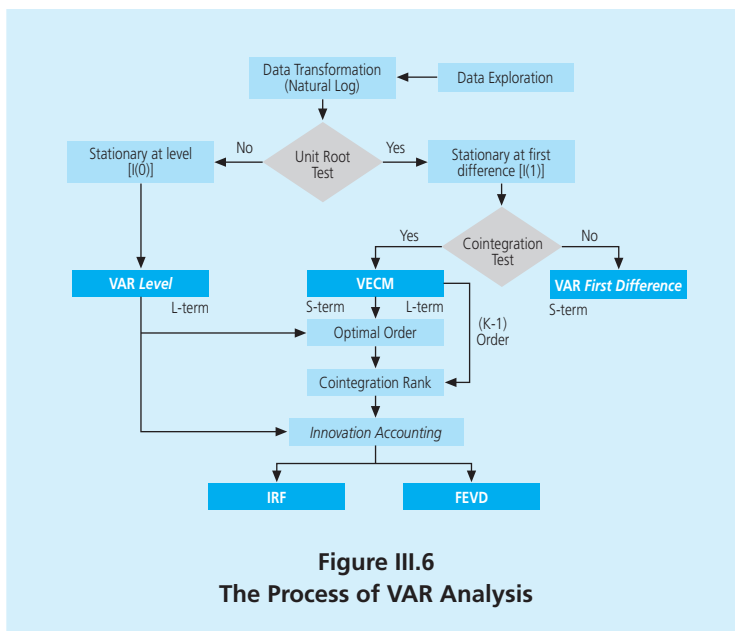 Data Transformation
(Natural Log)
Data Exploration
No
Yes
Stationary at level
[I(0)]
Unit Root
Test
Stationary at first
difference [I(1)]
Yes
No
Cointegration
Test
VAR Level
VECM
VAR First Difference
L-term
S-term
L-term
S-term
(K-1)
Order
Optimal Order
Cointegration Rank
Innovation Accounting
IRF
FEVD
Figure III.6
The Process of VAR Analysis